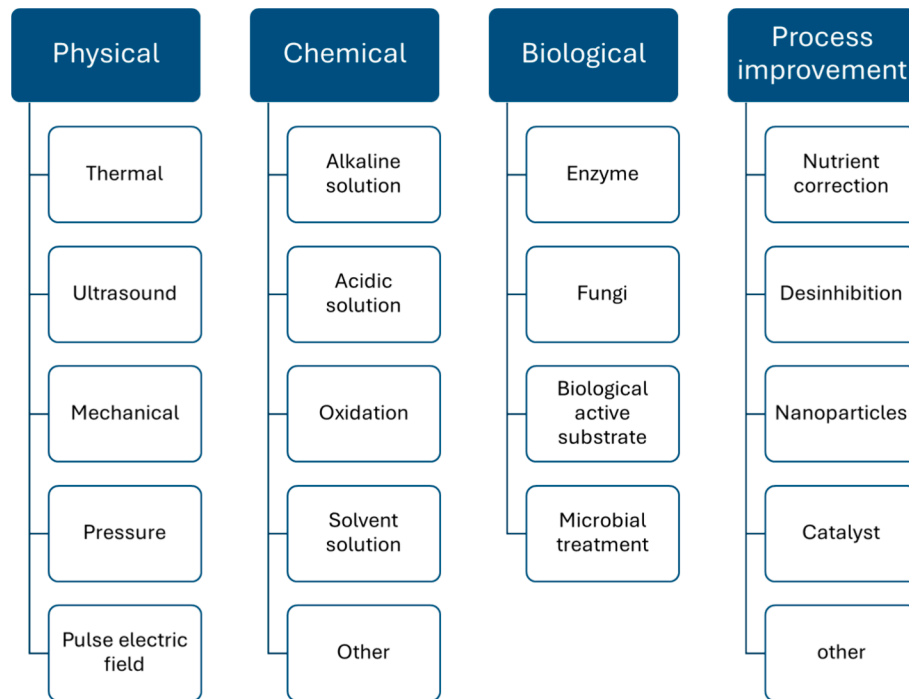 Physical
Thermal
Ultrasound
Mechanical
Pressure
Pulse electric
field
Chemical
Alkaline
solution
Acidic
solution
Oxidation
Solvent
solution
Other
Biological
Enzyme
Fungi
Biological
active
substrate
Microbial
treatment
Process
improvement
Nutrient
correction
Desinhibition
Nanoparticles
Catalyst
other